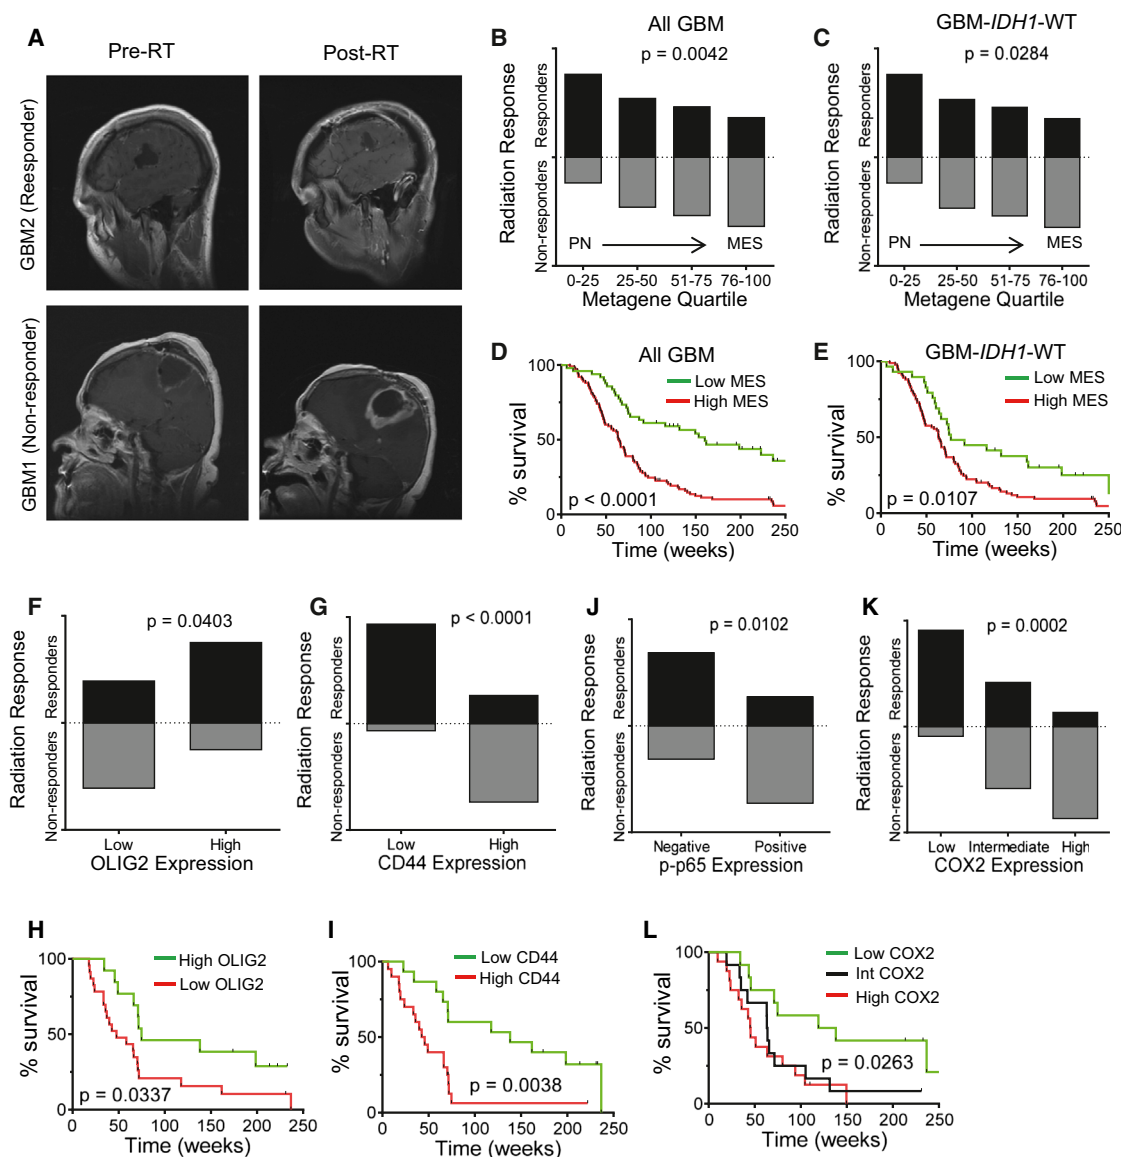 A
Pre-RT
Post-RT
GBM2 (Reesponder)
GBM1 (Non-responder)
B
All GBM
p = 0.0042
Radiation Response
Responders
Non-responders
PN
MES
0-25 25-50 51-75 76-100
Metagene Quartile
C
GBM-IDH1-WT
p = 0.0284
Radiation Response
Responders
Non-responders
PN
MES
0-25 25-50 51-75 76-100
Metagene Quartile
D
All GBM
Low MES
High MES
% survival
100
50
0
p < 0.0001
0 50 100 150 200 250
Time (weeks)
E
GBM-IDH1-WT
Low MES
High MES
% survival
100
50
0
p = 0.0107
0 50 100 150 200 250
Time (weeks)
F
p = 0.0403
Radiation Response
Responders
Non-responders
Low High
OLIG2 Expression
G
p < 0.0001
Radiation Response
Responders
Non-responders
Low High
CD44 Expression
J
p = 0.0102
Radiation Response
Responders
Non-responders
Negative Positive
p-p65 Expression
K
p = 0.0002
Radiation Response
Responders
Non-responders
Low Intermediate High
COX2 Expression
H
High OLIG2
Low OLIG2
% survival
100
50
0
p = 0.0337
0 50 100 150 200 250
Time (weeks)
I
Low CD44
High CD44
% survival
100
50
0
p = 0.0038
0 50 100 150 200 250
Time (weeks)
L
Low COX2
Int COX2
High COX2
% survival
100
50
0
p = 0.0263
0 50 100 150 200 250
Time (weeks)